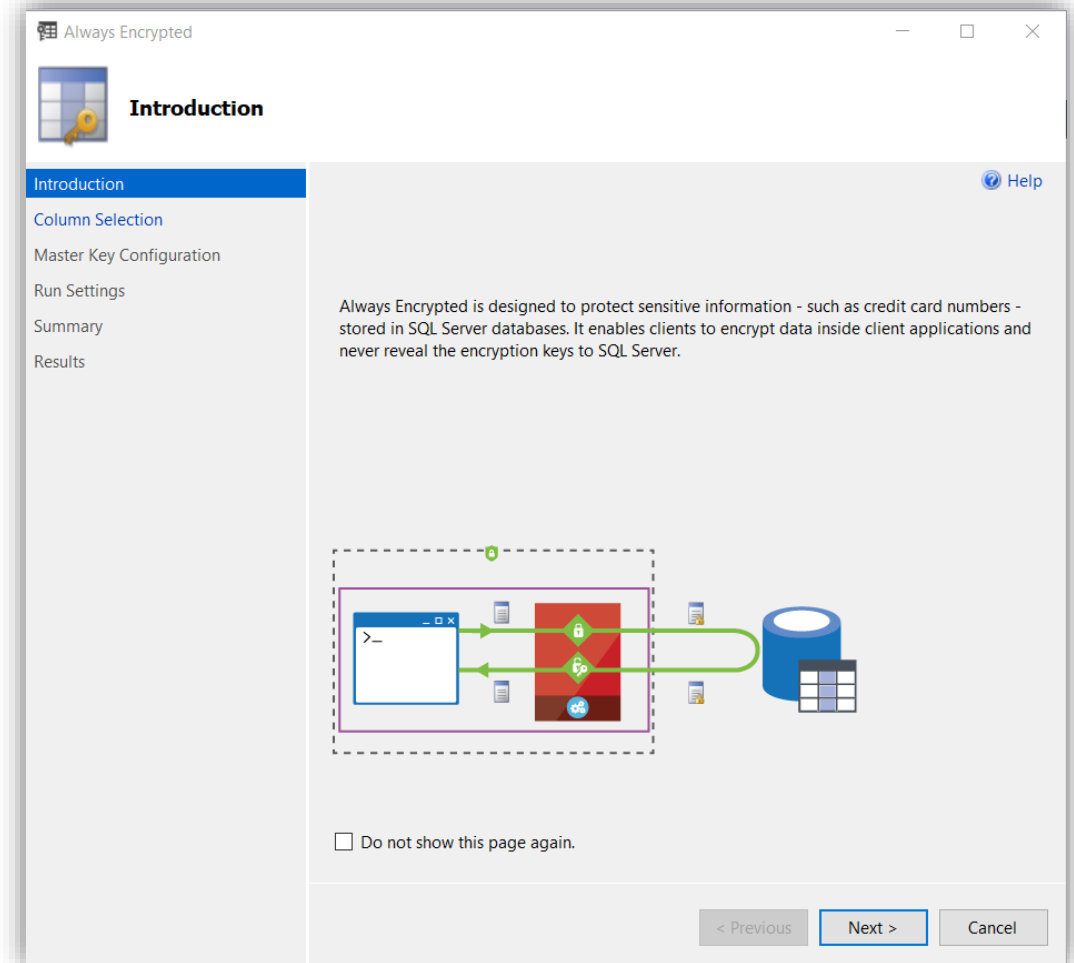 Always Encrypted
Introduction
Introduction
Column Selection
Master Key Configuration
Run Settings
Summary
Results
Help
Always Encrypted is designed to protect sensitive information - such as credit card numbers -
stored in SQL Server databases. It enables clients to encrypt data inside client applications and
never reveal the encryption keys to SQL Server.
>_
Do not show this page again.
< Previous
Next >
Cancel